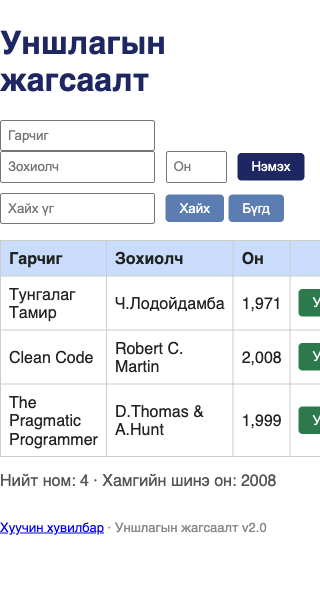 Уншлагын
жагсаалт
Гарчиг
Зохиолч Он Нэмэх
Хайх үг Хайх Бүгд
Гарчиг Зохиолч Он
Тунгалаг
Тамир Ч.Лодойдамба 1,971
Clean Code Robert C.
Martin 2,008
The
Pragmatic
Programmer D.Thomas &
A.Hunt 1,999
Нийт ном: 4 · Хамгийн шинэ он: 2008
Хуучин хувилбар · Уншлагын жагсаалт v2.0